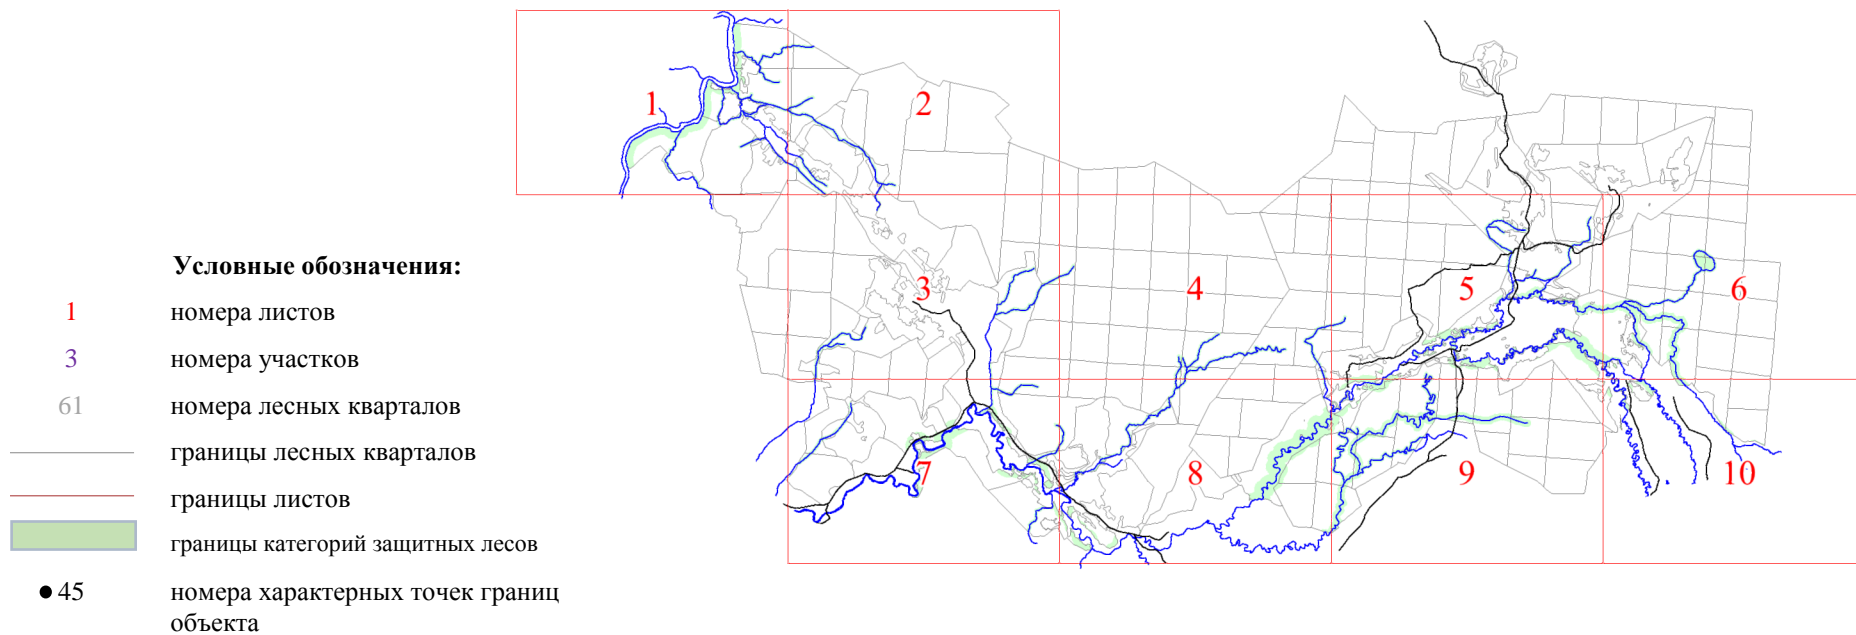 Условные обозначения:
1 номера листов
3 номера участков
61 номера лесных кварталов
границы лесных кварталов
границы листов
границы категорий защитных лесов
45 номера характерных точек границ
объекта
1
2
3
4
5
6
7
8
9
10